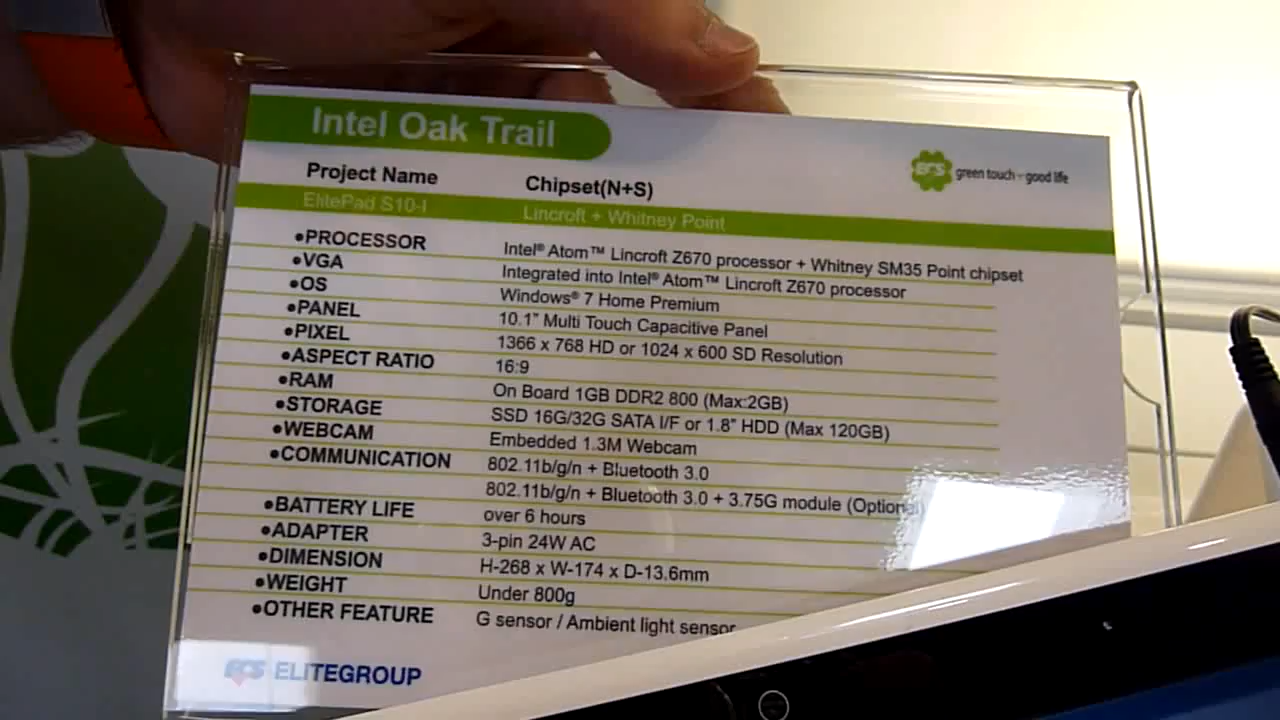 Intel Oak Trail
ECS green touch - good life
Project Name Chipset(N+S)
ElitePad S10-I Lincroft + Whitney Point
•PROCESSOR Intel® Atom™ Lincroft Z670 processor + Whitney SM35 Point chipset
•VGA Integrated into Intel® Atom™ Lincroft Z670 processor
•OS Windows® 7 Home Premium
•PANEL 10.1" Multi Touch Capacitive Panel
•PIXEL 1366 x 768 HD or 1024 x 600 SD Resolution
•ASPECT RATIO 16:9
•RAM On Board 1GB DDR2 800 (Max:2GB)
•STORAGE SSD 16G/32G SATA I/F or 1.8" HDD (Max 120GB)
•WEBCAM Embedded 1.3M Webcam
•COMMUNICATION 802.11b/g/n + Bluetooth 3.0
802.11b/g/n + Bluetooth 3.0 + 3.75G module (Optional)
•BATTERY LIFE over 6 hours
•ADAPTER 3-pin 24W AC
•DIMENSION H-268 x W-174 x D-13.6mm
•WEIGHT Under 800g
•OTHER FEATURE G sensor / Ambient light sensor
ECS ELITEGROUP